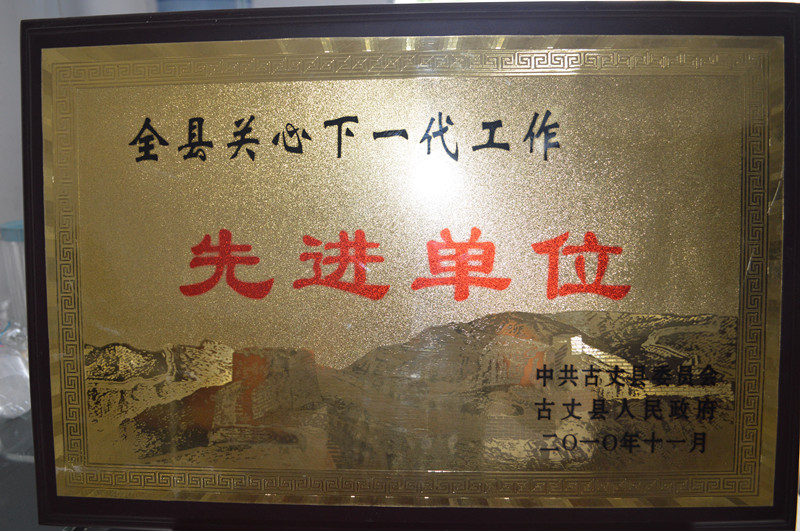 全县关心下一代工作
先进单位
中共古丈县委员会
古丈县人民政府
二〇一〇年十一月